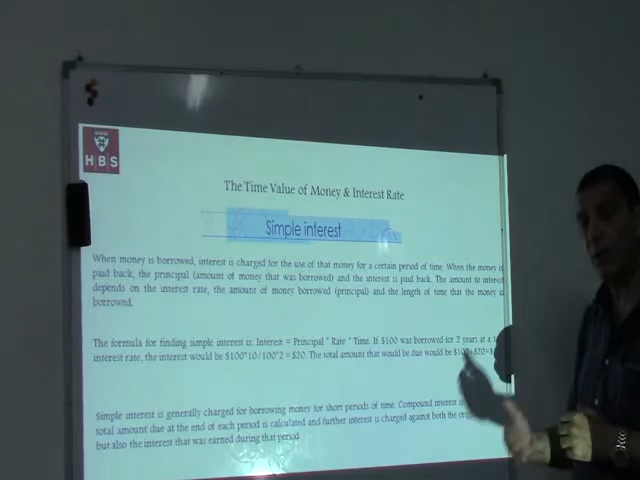 HBS
The Time Value of Money & Interest Rate
Simple interest
When money is borrowed, interest is charged for the use of that money for a certain period of time. When the money is
paid back, the principal (amount of money that was borrowed) and the interest is paid back. The amount to interest
depends on the interest rate, the amount of money borrowed (principal) and the length of time that the money is
borrowed.
The formula for finding simple interest is: Interest = Principal * Rate * Time. If $100 was borrowed for 2 years at a
interest rate, the interest would be $100*10/100*2 = $20. The total amount that would be due would be $100+$20=
Simple interest is generally charged for borrowing money for short periods of time. Compound interest is
total amount due at the end of each period is calculated and further interest is charged against both the
but also the interest that was earned during that period.